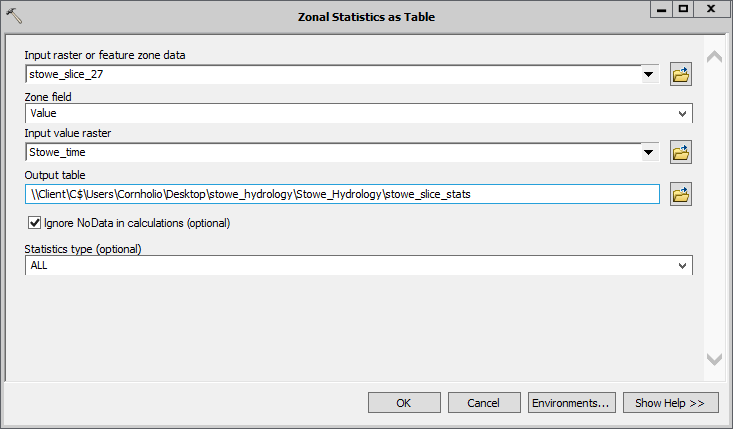 Zonal Statistics as Table
Input raster or feature zone data
stowe_slice_27
Zone field
Value
Input value raster
Stowe_time
Output table
\\Client\C$\Users\Cornholio\Desktop\stowe_hydrology\Stowe_Hydrology\stowe_slice_stats
Ignore NoData in calculations (optional)
Statistics type (optional)
ALL
OK Cancel Environments... Show Help >>